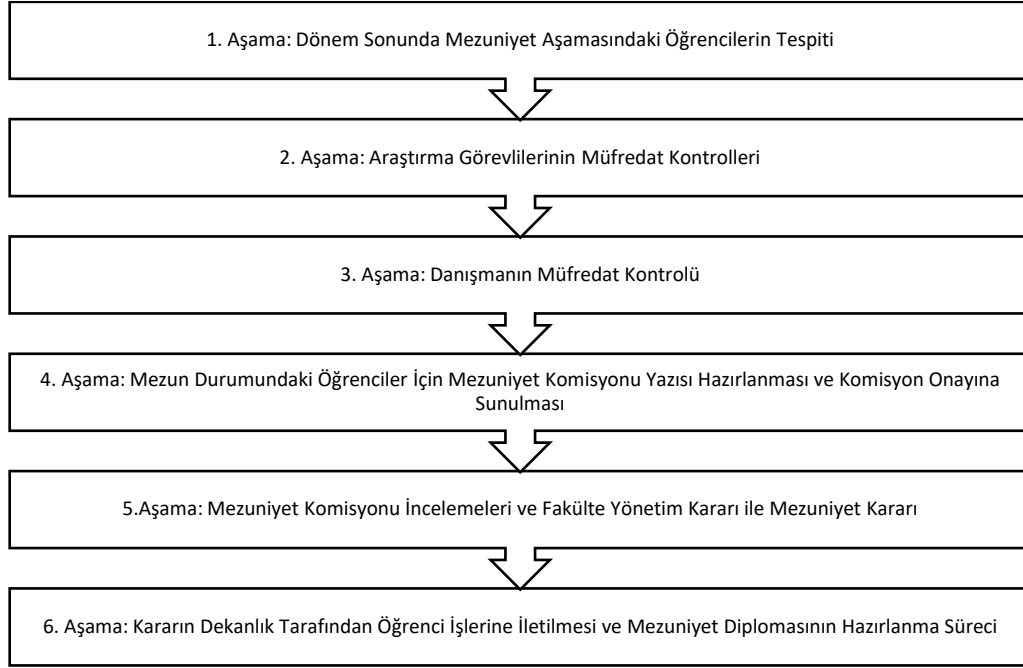 1. Aşama: Dönem Sonunda Mezuniyet Aşamasındaki Öğrencilerin Tespiti
2. Aşama: Araştırma Görevlilerinin Müfredat Kontrolleri
3. Aşama: Danışmanın Müfredat Kontrolü
4. Aşama: Mezun Durumundaki Öğrenciler İçin Mezuniyet Komisyonu Yazısı Hazırlanması ve Komisyon Onayına
Sunulması
5.Aşama: Mezuniyet Komisyonu İncelemeleri ve Fakülte Yönetim Kararı ile Mezuniyet Kararı
6. Aşama: Kararın Dekanlık Tarafından Öğrenci İşlerine İletilmesi ve Mezuniyet Diplomasının Hazırlanma Süreci